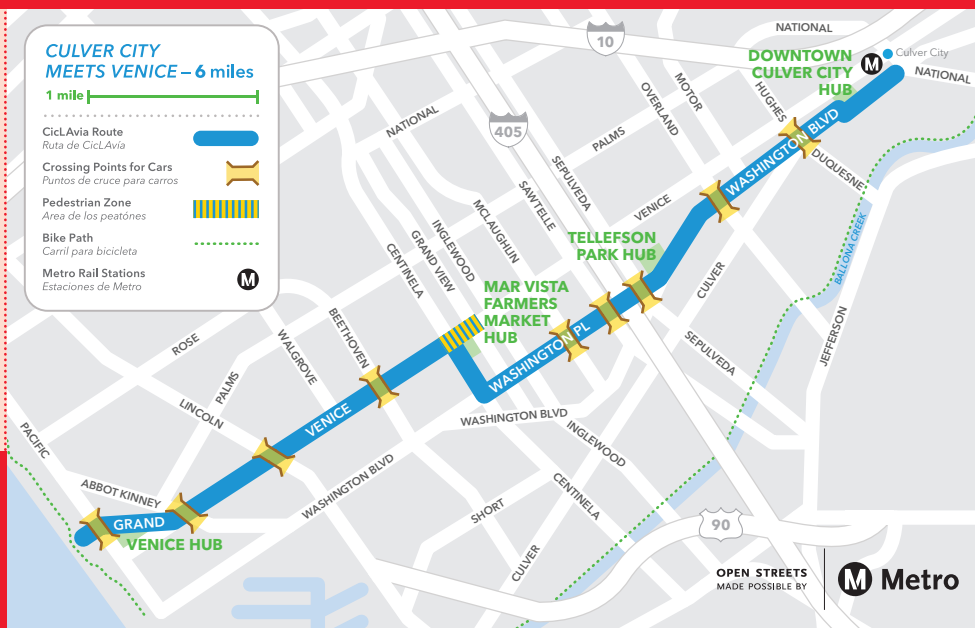 CULVER CITY
MEETS VENICE – 6 miles
1 mile
CicLAvia Route
Ruta de CicLAvía
Crossing Points for Cars
Puntos de cruce para carros
Pedestrian Zone
Area de los peatónes
Bike Path
Carril para bicicleta
Metro Rail Stations
Estaciones de Metro
M
10
NATIONAL
DOWNTOWN
CULVER CITY
HUB
M
Culver City
NATIONAL
405
NATIONAL
PALMS
OVERLAND
MOTOR
HUGHES
WASHINGTON BLVD
DUQUESNE
SEPULVEDA
SAWTELLE
MCLAUGHLIN
INGLEWOOD
GRAND VIEW
CENTINELA
VENICE
TELLEFSON
PARK HUB
CULVER
BALLONA CREEK
JEFFERSON
MAR VISTA
FARMERS
MARKET
HUB
WASHINGTON PL
SEPULVEDA
ROSE
WALGROVE
BEETHOVEN
PALMS
LINCOLN
VENICE
WASHINGTON BLVD
INGLEWOOD
CENTINELA
PACIFIC
ABBOT KINNEY
WASHINGTON BLVD
GRAND
VENICE HUB
SHORT
CULVER
90
OPEN STREETS
MADE POSSIBLE BY
M Metro